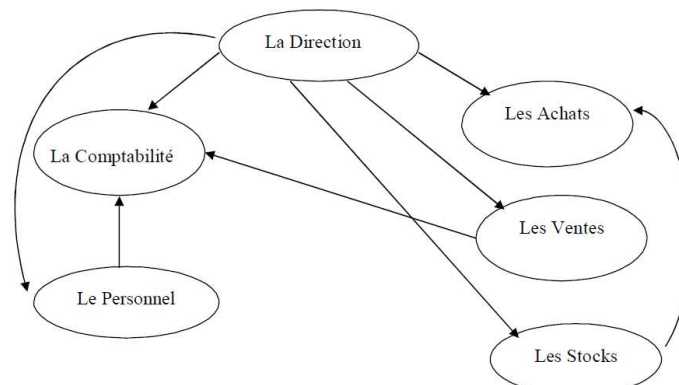 La Direction
Les Achats
La Comptabilité
Les Ventes
Le Personnel
Les Stocks